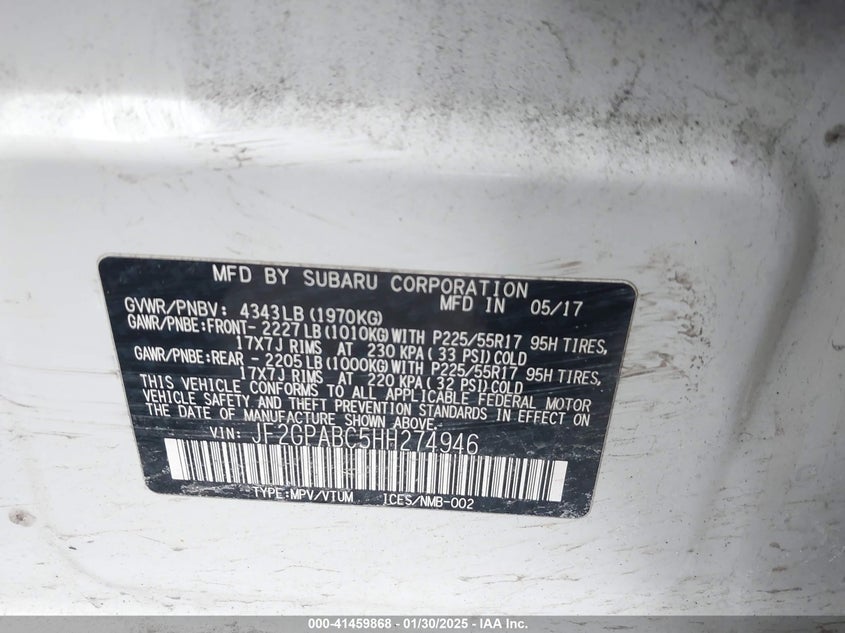 MFD BY SUBARU CORPORATION
MFD IN 05/17
GVWR/PNBV: 4343LB(1970KG)
GAWR/PNBE:FRONT- 2227LB(1010KG)WITH P225/55R17 95H TIRES,
17X7J RIMS AT 230 KPA( 33 PSI)COLD
GAWR/PNBE:REAR - 2205LB(1000KG)WITH P225/55R17 95H TIRES,
17X7J RIMS AT 220 KPA( 32 PSI)COLD
THIS VEHICLE CONFORMS TO ALL APPLICABLE FEDERAL MOTOR
VEHICLE SAFETY AND THEFT PREVENTION STANDARDS IN EFFECT ON
THE DATE OF MANUFACTURE SHOWN ABOVE.
VIN: JF2GPABC5HH274946
TYPE:MPV/VTUM ICES/NMB-002
000-41459868 - 01/30/2025 - IAA Inc.